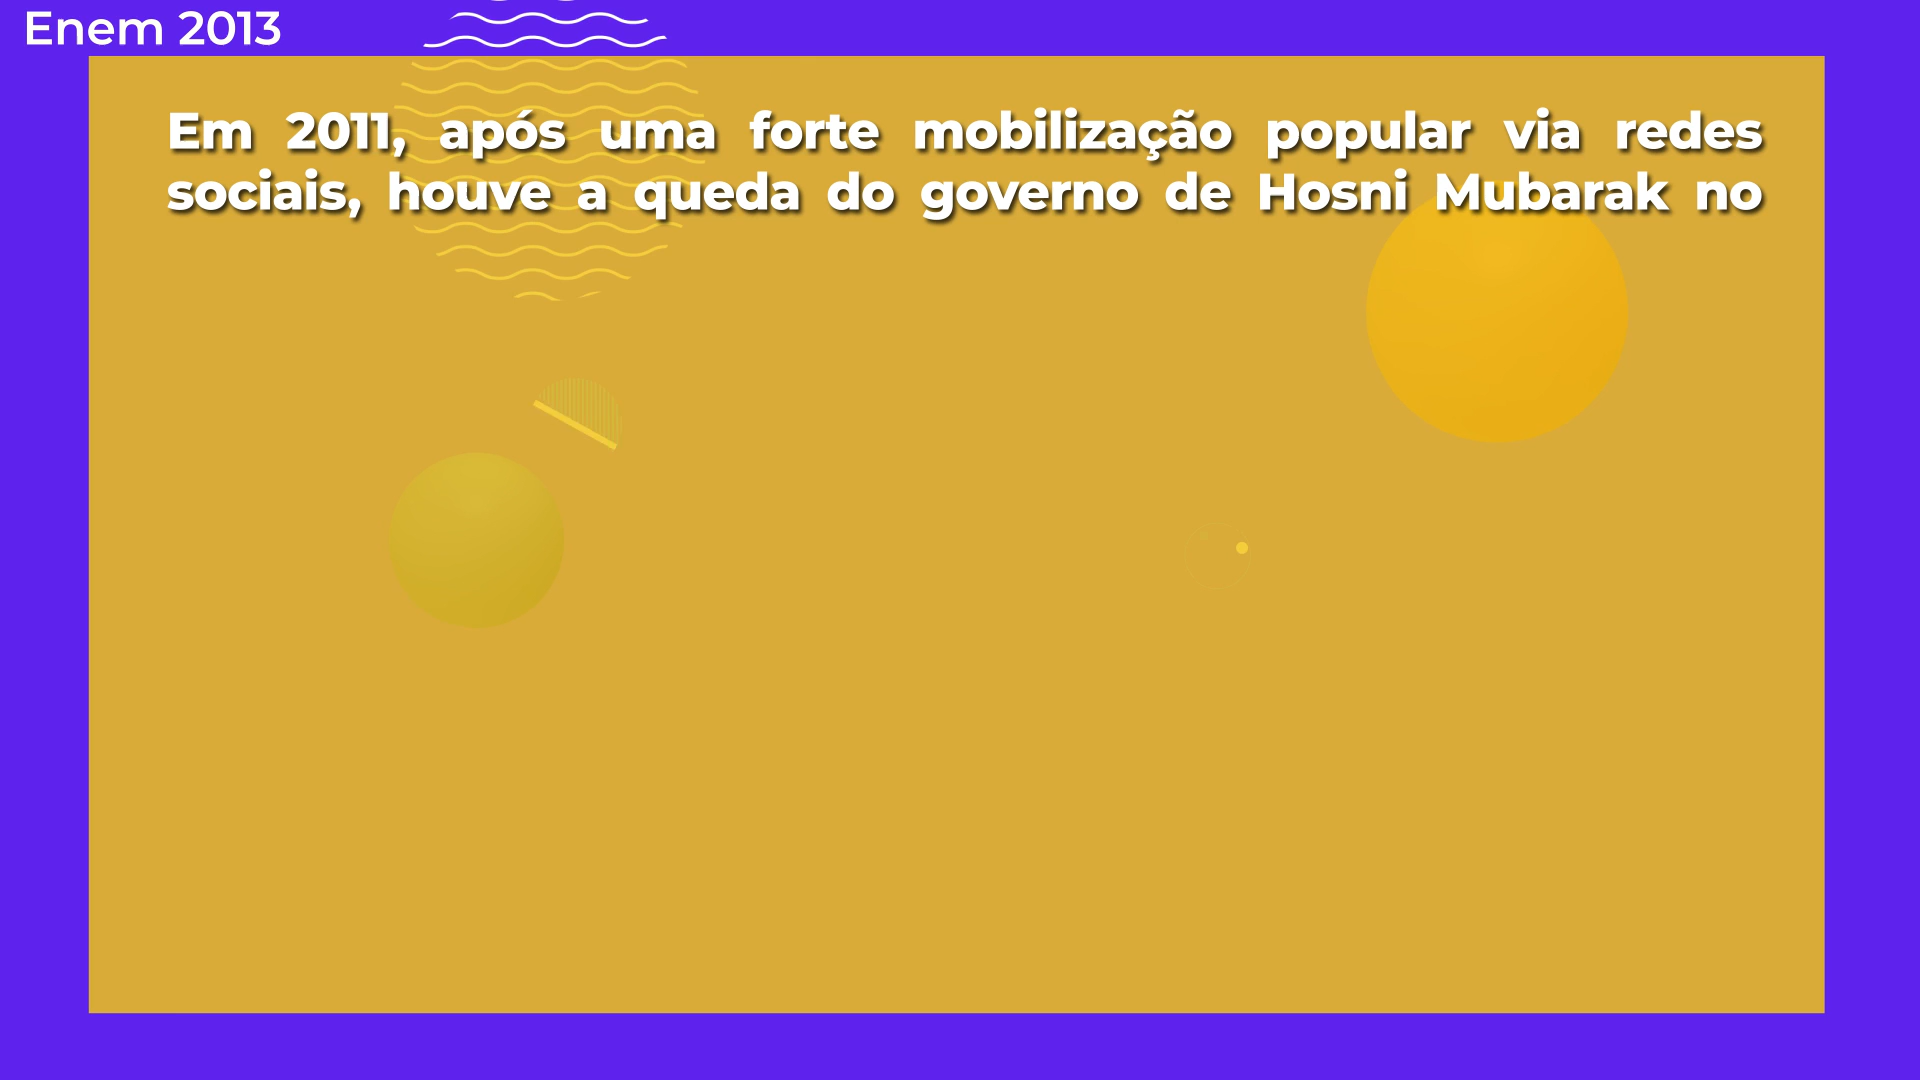 Enem 2013
Em 2011, após uma forte mobilização popular via redes
sociais, houve a queda do governo de Hosni Mubarak no